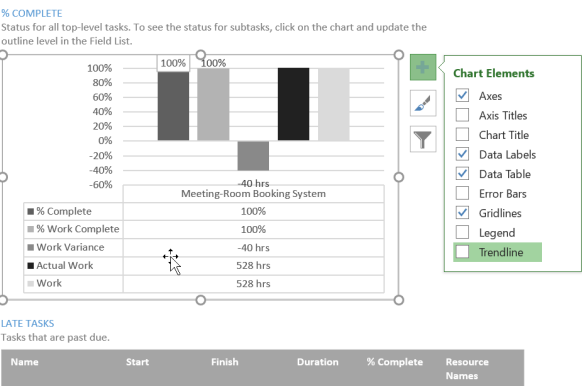 % COMPLETE
Status for all top-level tasks. To see the status for subtasks, click on the chart and update the
outline level in the Field List.
100%
80%
60%
40%
20%
0%
-20%
-40%
-60%
100%
100%
-40 hrs
Meeting-Room Booking System
% Complete 100%
% Work Complete 100%
Work Variance -40 hrs
Actual Work 528 hrs
Work 528 hrs
Chart Elements
Axes
Axis Titles
Chart Title
Data Labels
Data Table
Error Bars
Gridlines
Legend
Trendline
LATE TASKS
Tasks that are past due.
Name Start Finish Duration % Complete Resource
Names